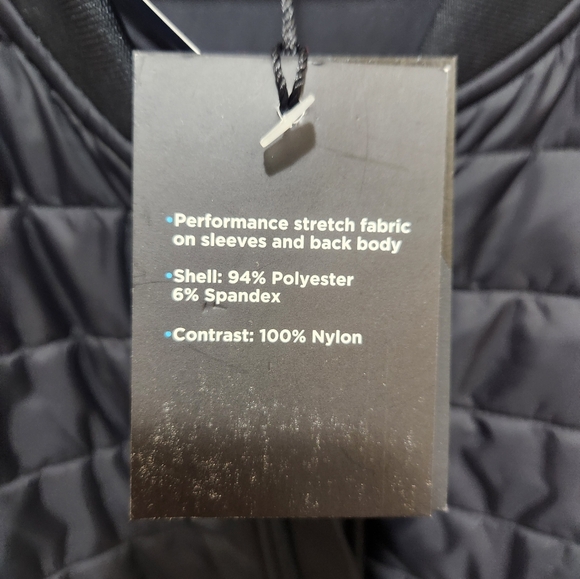 •Performance stretch fabric
on sleeves and back body
•Shell: 94% Polyester
6% Spandex
•Contrast: 100% Nylon